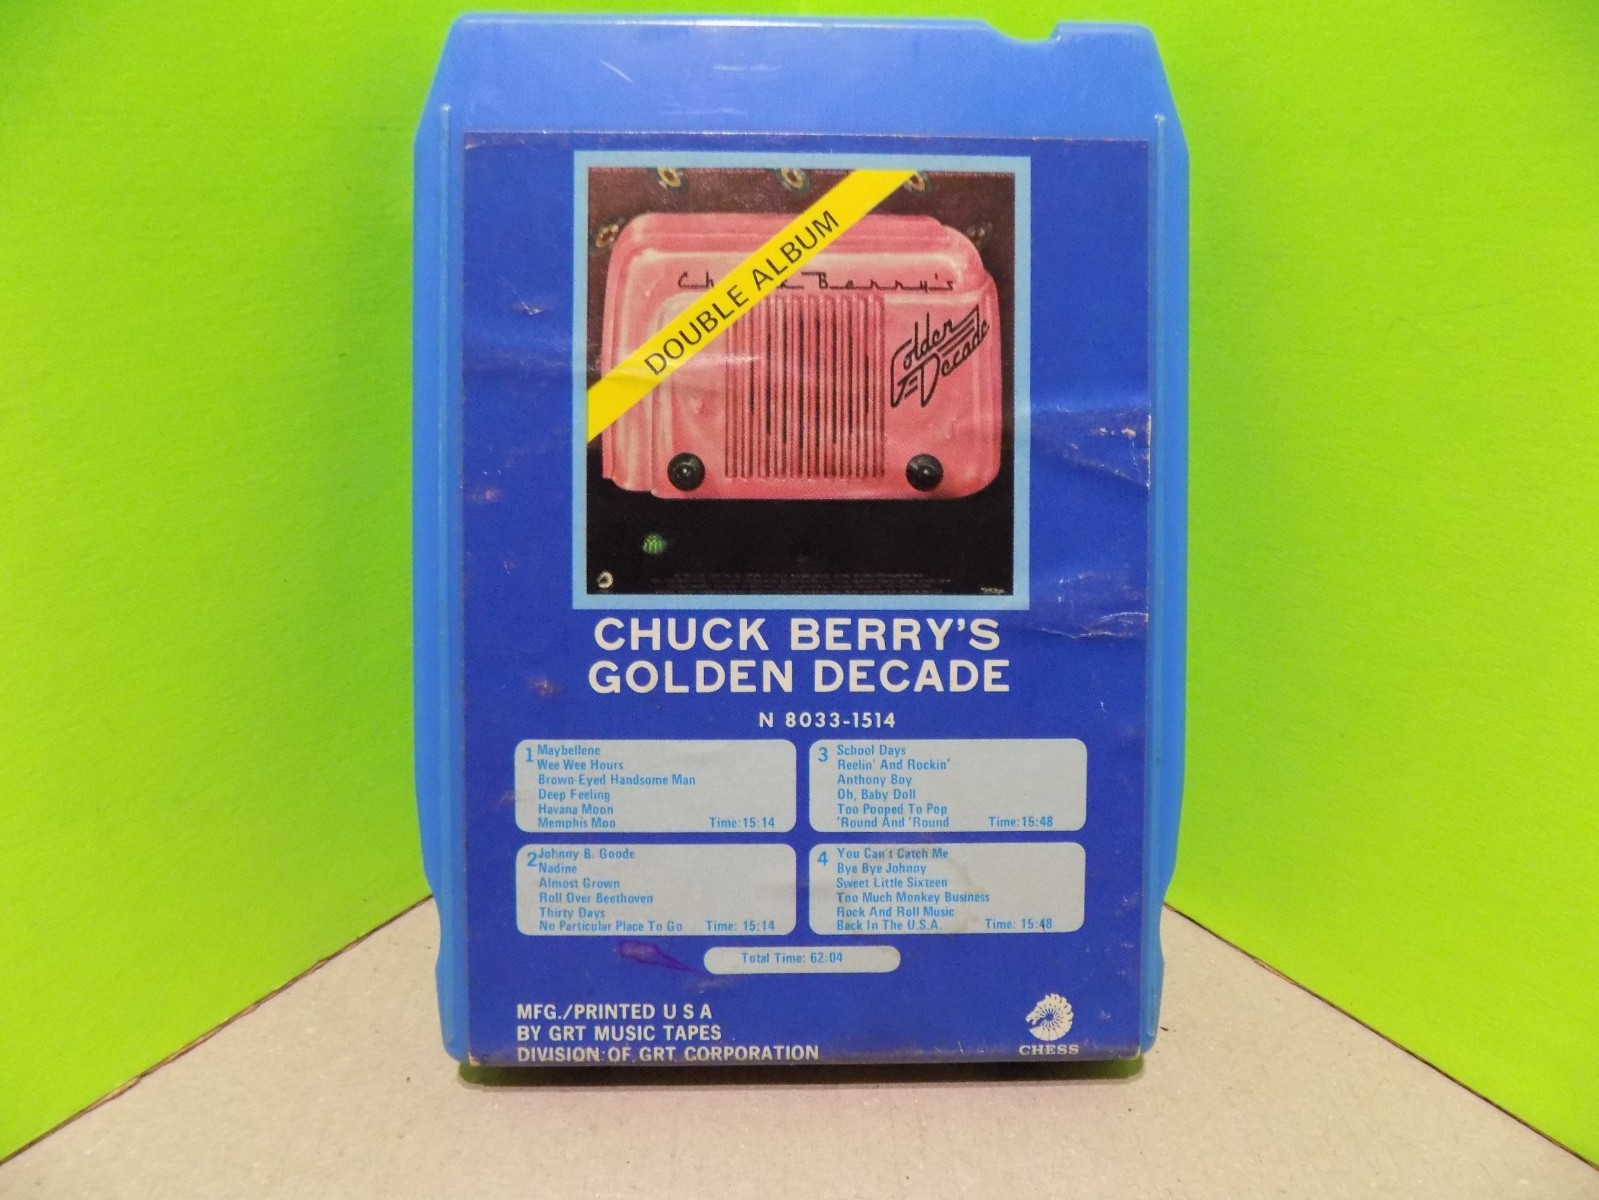 DOUBLE ALBUM
Berry's
Golden
Decade
CHUCK BERRY'S
GOLDEN DECADE
N 8033-1514
1 Maybellene
Wee Wee Hours
Brown-Eyed Handsome Man
Deep Feeling
Havana Moon
Memphis Mon Time: 15:14
2 Johnny B. Goode
Nadine
Almost Grown
Roll Over Beethoven
Thirty Days
No Particular Place To Go Time: 15:14
3 School Days
Reelin' And Rockin'
Anthony Boy
Oh, Baby Doll
Too Pooped To Pop
'Round And 'Round Time: 15:48
4 You Can't Catch Me
Bye Bye Johnny
Sweet Little Sixteen
Too Much Monkey Business
Rock And Roll Music
Back In The U.S.A. Time: 15:48
Total Time: 62:04
MFG./PRINTED U S A
BY GRT MUSIC TAPES
DIVISION OF GRT CORPORATION
CHESS